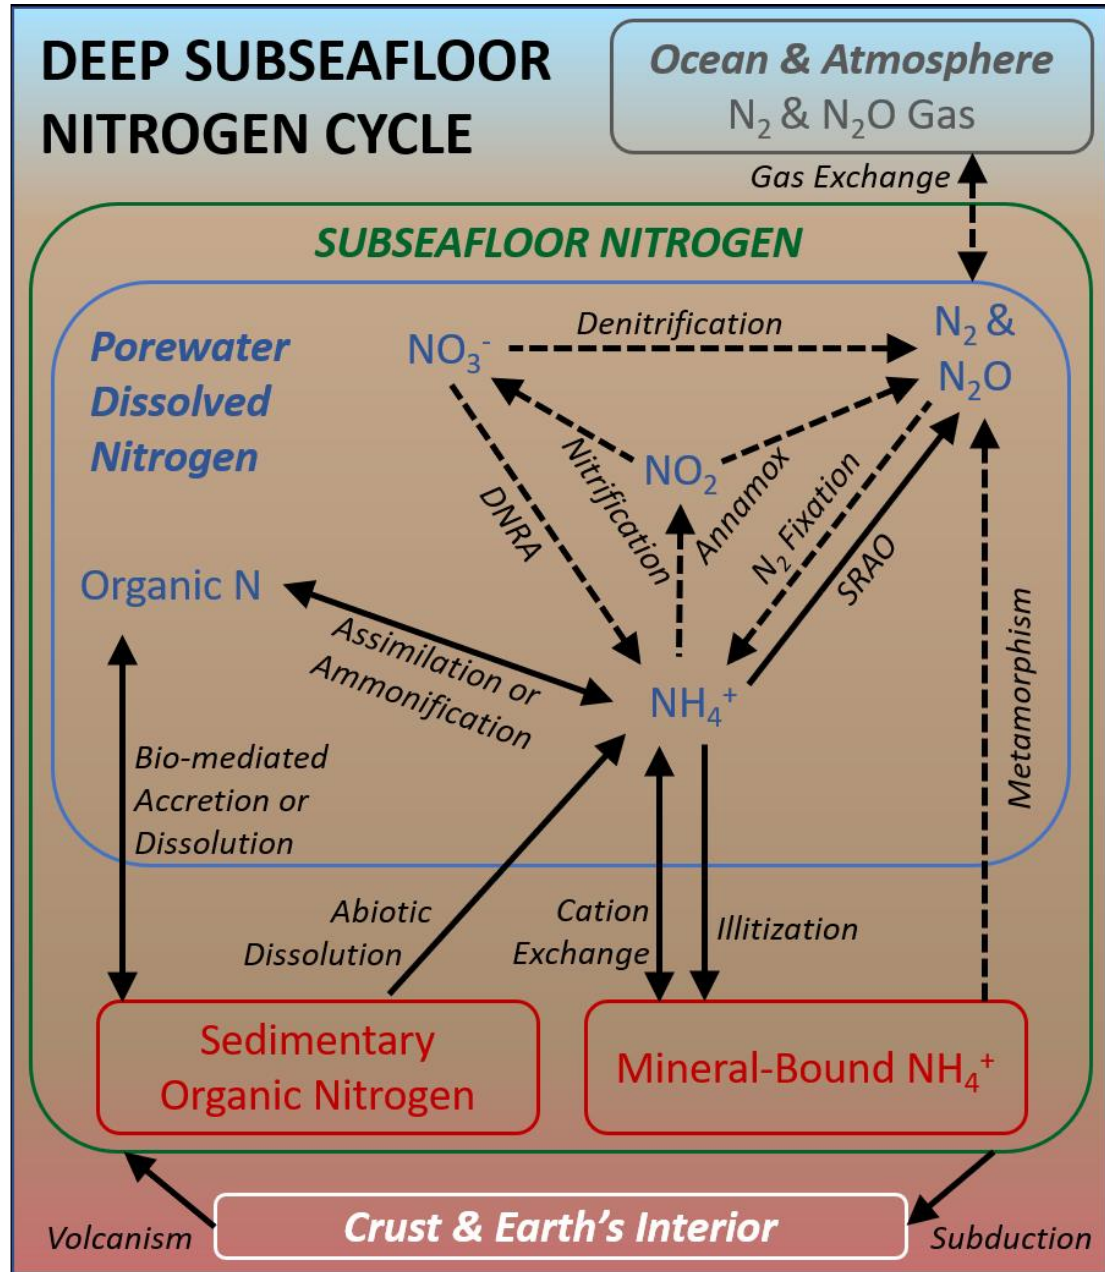 DEEP SUBSEAFLOOR
NITROGEN CYCLE
Ocean & Atmosphere
N₂ & N₂O Gas
Gas Exchange
SUBSEAFLOOR NITROGEN
Porewater
Dissolved
Nitrogen
NO₃⁻
Denitrification
N₂ &
N₂O
NO₂
Nitrification
Annamox
DNRA
N₂ Fixation
SRAO
Organic N
Assimilation or
Ammonification
NH₄⁺
Metamorphism
Bio-mediated
Accretion or
Dissolution
Abiotic
Dissolution
Cation
Exchange
Illitization
Sedimentary
Organic Nitrogen
Mineral-Bound NH₄⁺
Volcanism
Crust & Earth's Interior
Subduction